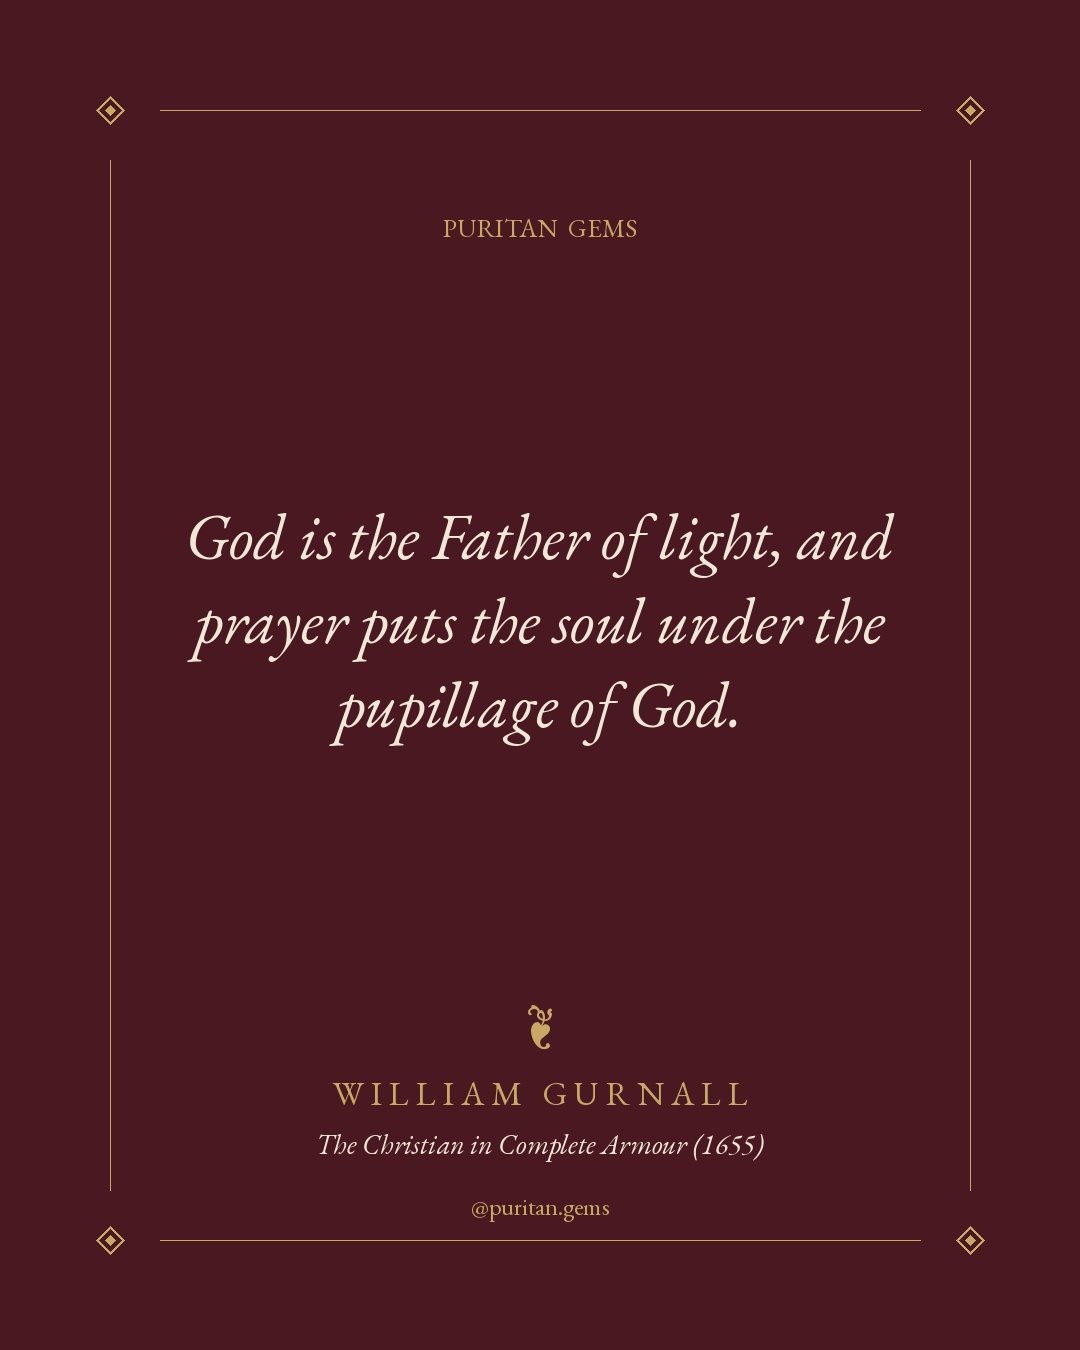 PURITAN GEMS
God is the Father of light, and
prayer puts the soul under the
pupillage of God.
WILLIAM GURNALL
The Christian in Complete Armour (1655)
@puritan.gems